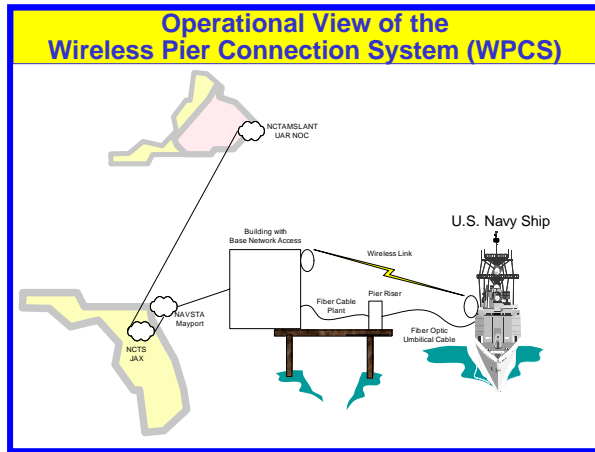 Operational View of the
Wireless Pier Connection System (WPCS)
NCTAMSLANT
UAR NOC
U.S. Navy Ship
Building with
Base Network Access
Wireless Link
Pier Riser
Fiber Cable
Plant
NAVSTA
Mayport
Fiber Optic
Umbilical Cable
NCTS
JAX